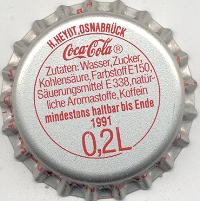 H.HEYDT, OSNABRÜCK
Coca-Cola®
Zutaten: Wasser, Zucker,
Kohlensäure, Farbstoff E 150,
Säuerungsmittel E 338, natür-
liche Aromastoffe, Koffein
mindestens haltbar bis Ende
1991
0,2L